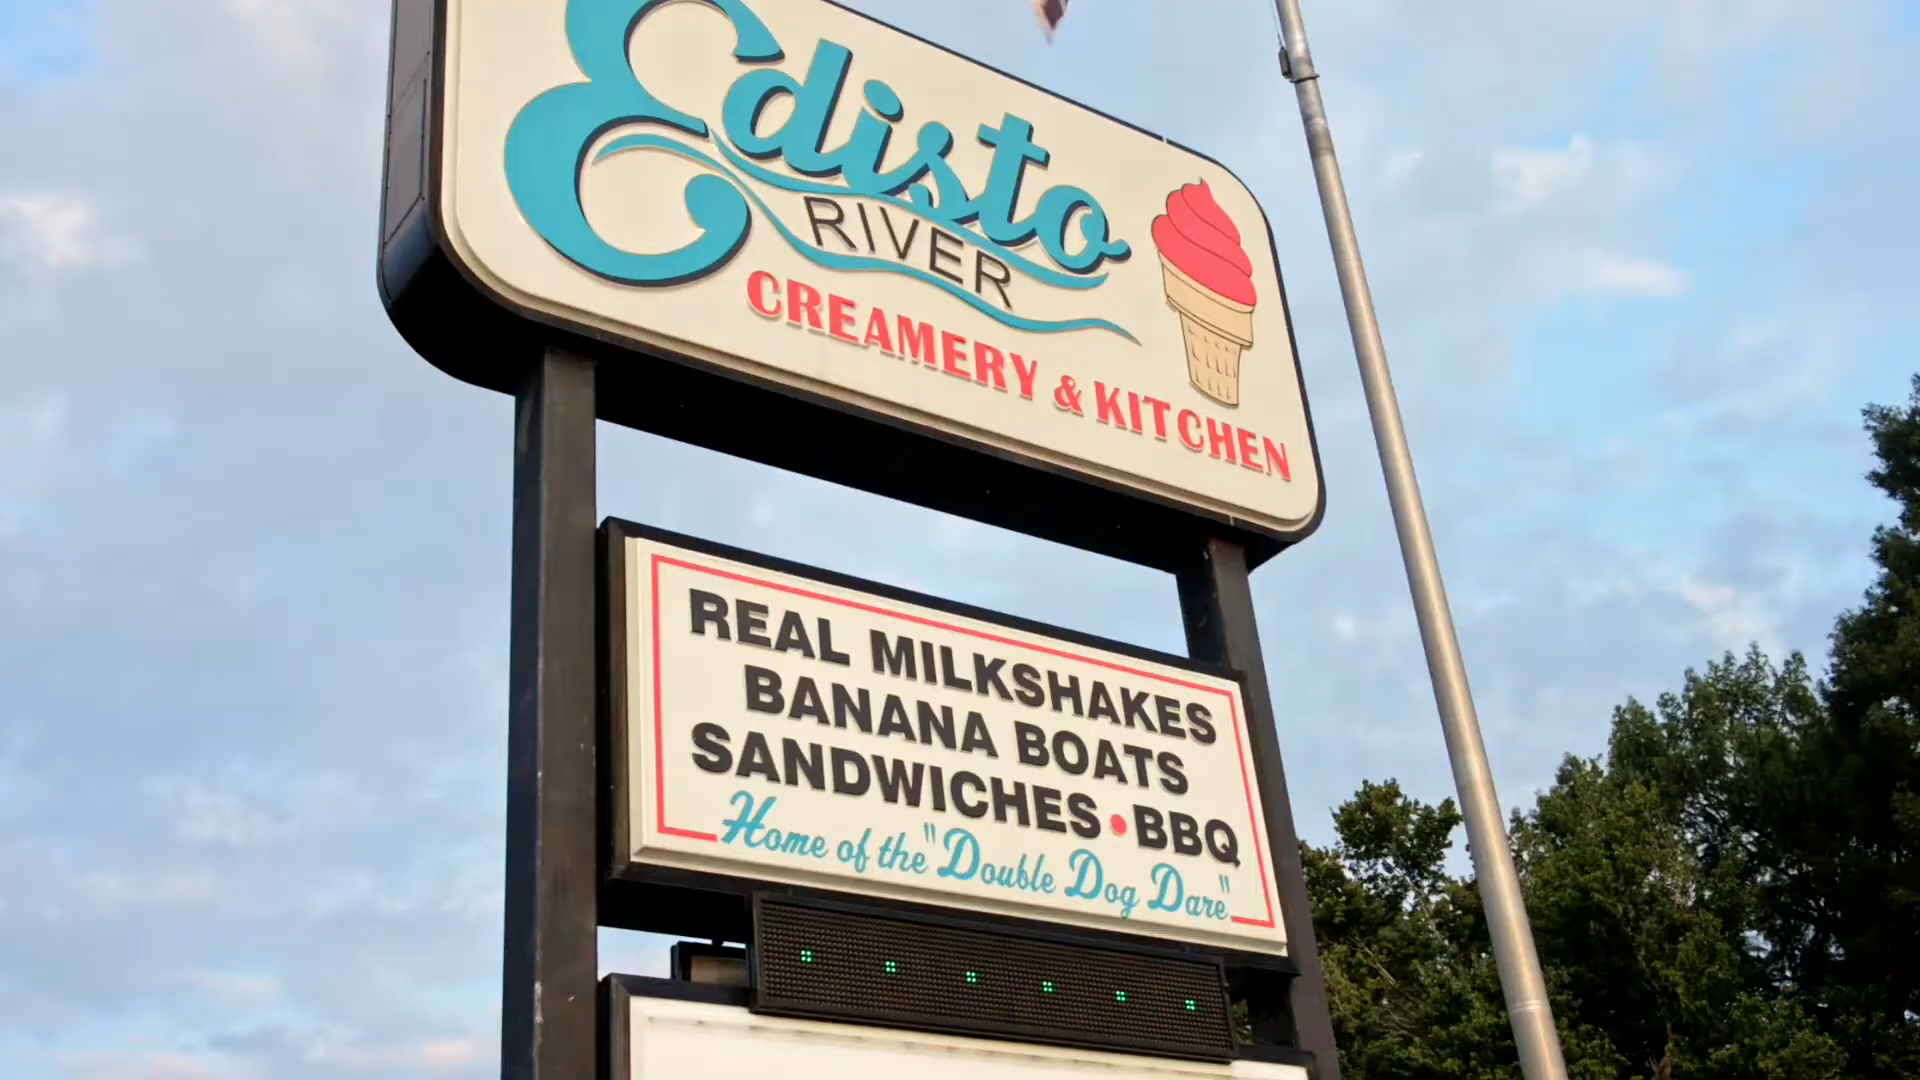 Edisto
RIVER
CREAMERY & KITCHEN
REAL MILKSHAKES
BANANA BOATS
SANDWICHES • BBQ
Home of the "Double Dog Dare"